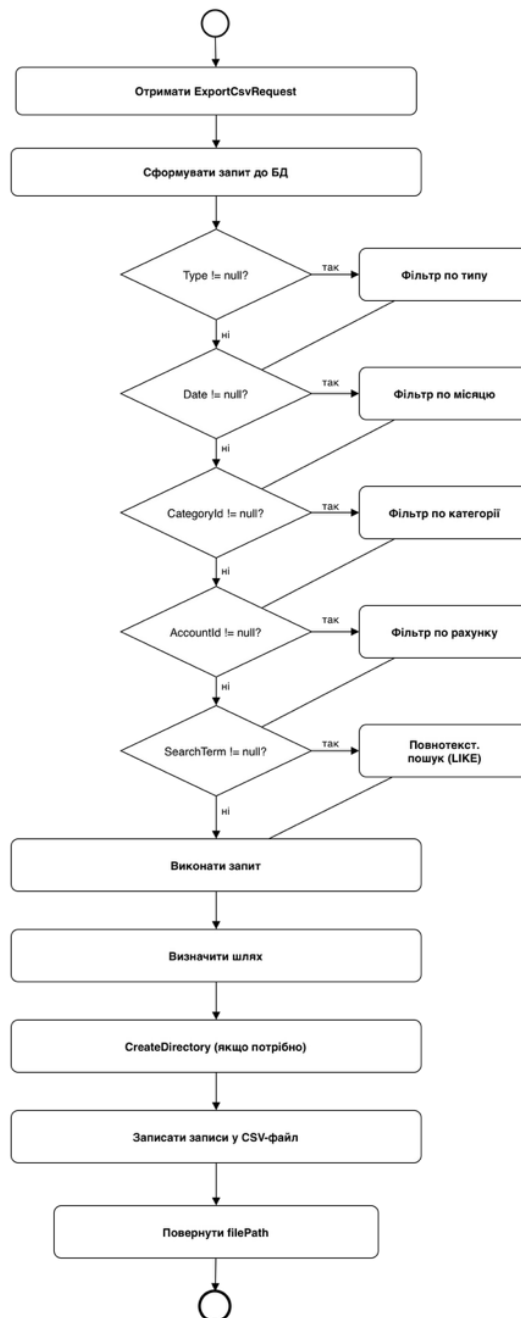 Отримати ExportCsvRequest
Сформувати запит до БД
Type != null?
так
Фільтр по типу
ні
Date != null?
так
Фільтр по місяцю
ні
CategoryId != null?
так
Фільтр по категорії
ні
AccountId != null?
так
Фільтр по рахунку
ні
SearchTerm != null?
так
Повнотекст.
пошук (LIKE)
ні
Виконати запит
Визначити шлях
CreateDirectory (якщо потрібно)
Записати записи у CSV-файл
Повернути filePath